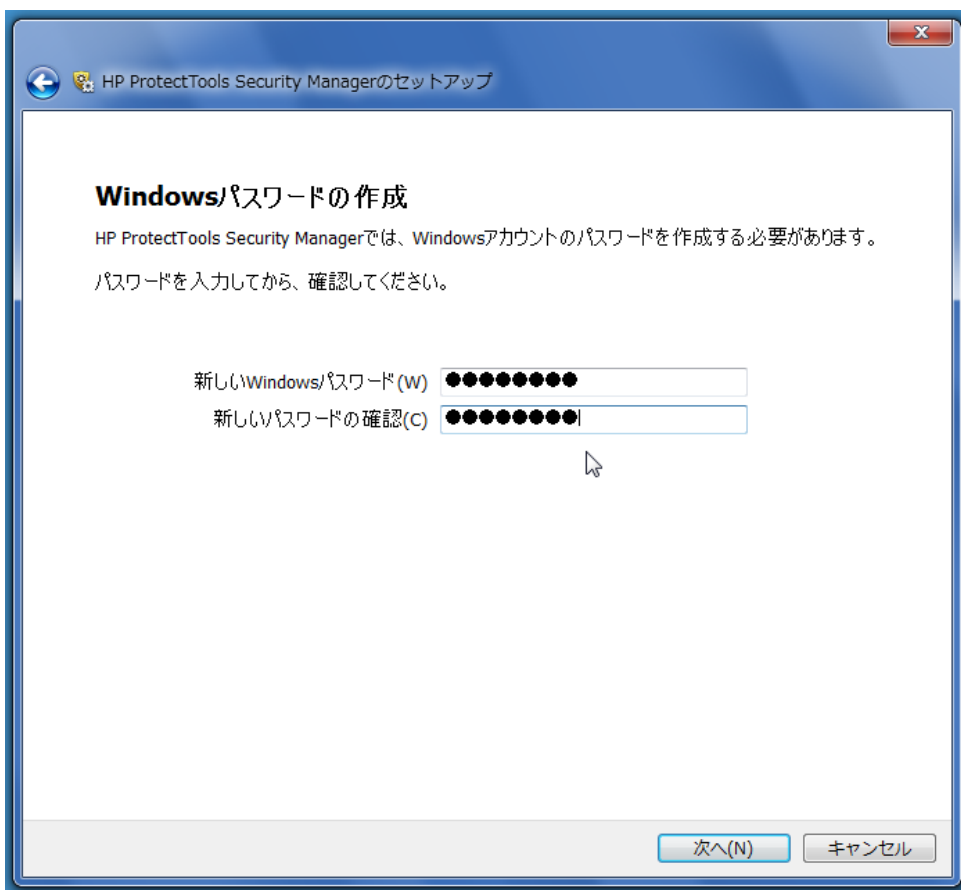 HP ProtectTools Security Managerのセットアップ
Windowsパスワードの作成
HP ProtectTools Security Managerでは、Windowsアカウントのパスワードを作成する必要があります。
パスワードを入力してから、確認してください。
新しいWindowsパスワード(W) ●●●●●●●●
新しいパスワードの確認(C) ●●●●●●●●
次へ(N) キャンセル